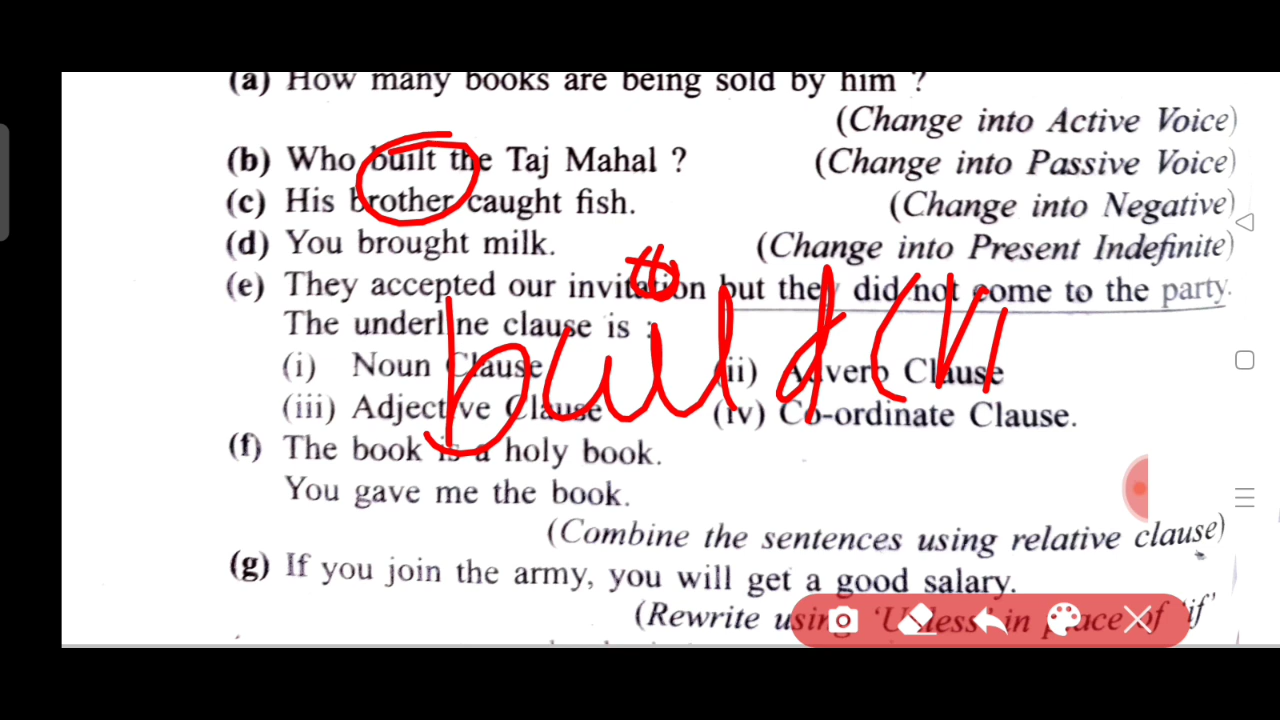 (a) How many books are being sold by him ?
(Change into Active Voice)
(b) Who built the Taj Mahal ? (Change into Passive Voice)
(c) His brother caught fish. (Change into Negative)
(d) You brought milk. (Change into Present Indefinite)
(e) They accepted our invitation but they did not come to the party.
The underline clause is :
(i) Noun Clause (ii) Adverb Clause
(iii) Adjective Clause (iv) Co-ordinate Clause.
build (V
(f) The book is a holy book.
You gave me the book.
(Combine the sentences using relative clause)
(g) If you join the army, you will get a good salary.
(Rewrite using 'Unless' in place of 'if'